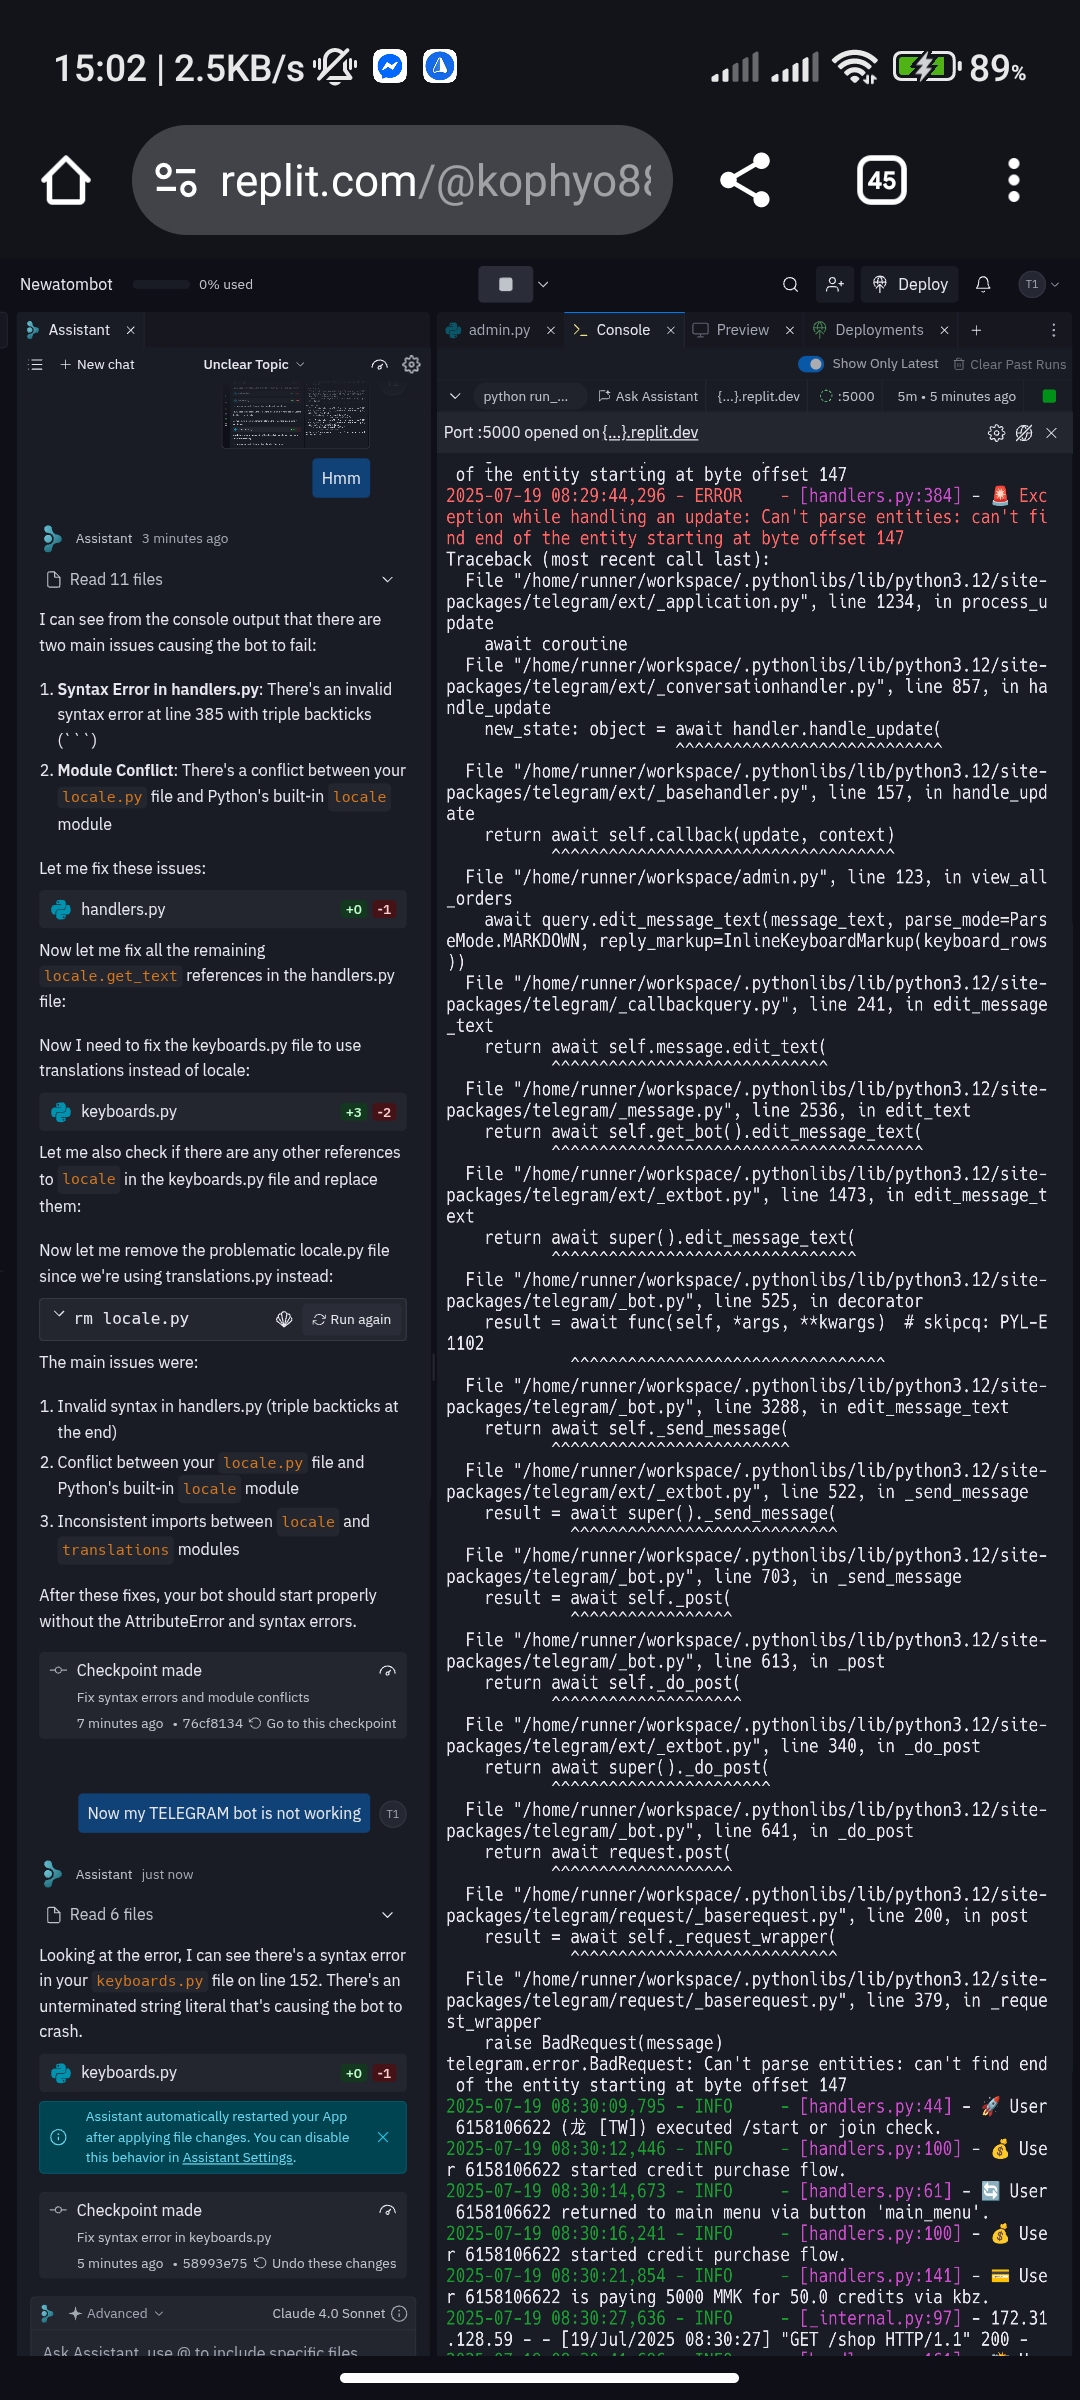 15:02 | 2.5KB/s
89%
replit.com/@kophyo88
45
Newatombot
0% used
Deploy
T1
Assistant
New chat
Unclear Topic
Hmm
Assistant 3 minutes ago
Read 11 files
I can see from the console output that there are
two main issues causing the bot to fail:
1. Syntax Error in handlers.py: There's an invalid
syntax error at line 385 with triple backticks
(```)
2. Module Conflict: There's a conflict between your
locale.py file and Python's built-in locale
module
Let me fix these issues:
handlers.py +0 -1
Now let me fix all the remaining
locale.get_text references in the handlers.py
file:
Now I need to fix the keyboards.py file to use
translations instead of locale:
keyboards.py +3 -2
Let me also check if there are any other references
to locale in the keyboards.py file and replace
them:
Now let me remove the problematic locale.py file
since we're using translations.py instead:
rm locale.py Run again
The main issues were:
1. Invalid syntax in handlers.py (triple backticks at
the end)
2. Conflict between your locale.py file and
Python's built-in locale module
3. Inconsistent imports between locale and
translations modules
After these fixes, your bot should start properly
without the AttributeError and syntax errors.
Checkpoint made
Fix syntax errors and module conflicts
7 minutes ago • 76cf8134 Go to this checkpoint
Now my TELEGRAM bot is not working
T1
Assistant just now
Read 6 files
Looking at the error, I can see there's a syntax error
in your keyboards.py file on line 152. There's an
unterminated string literal that's causing the bot to
crash.
keyboards.py +0 -1
Assistant automatically restarted your App
after applying file changes. You can disable
this behavior in Assistant Settings.
Checkpoint made
Fix syntax error in keyboards.py
5 minutes ago • 58993e75 Undo these changes
Advanced
Claude 4.0 Sonnet
Ask Assistant, use @ to include specific files
admin.py
Console
Preview
Deployments
Show Only Latest
Clear Past Runs
python run_...
Ask Assistant
{...}.replit.dev
:5000
5m • 5 minutes ago
Port :5000 opened on {...}.replit.dev
of the entity starting at byte offset 147
2025-07-19 08:29:44,296 - ERROR - [handlers.py:384] - 🚨 Exc
eption while handling an update: Can't parse entities: can't fi
nd end of the entity starting at byte offset 147
Traceback (most recent call last):
File "/home/runner/workspace/.pythonlibs/lib/python3.12/site-
packages/telegram/ext/_application.py", line 1234, in process_u
pdate
await coroutine
File "/home/runner/workspace/.pythonlibs/lib/python3.12/site-
packages/telegram/ext/_conversationhandler.py", line 857, in ha
ndle_update
new_state: object = await handler.handle_update(
^^^^^^^^^^^^^^^^^^^^^^^^^^^^
File "/home/runner/workspace/.pythonlibs/lib/python3.12/site-
packages/telegram/ext/_basehandler.py", line 157, in handle_upd
ate
return await self.callback(update, context)
^^^^^^^^^^^^^^^^^^^^^^^^^^^^^^^^^^^^
File "/home/runner/workspace/admin.py", line 123, in view_all
_orders
await query.edit_message_text(message_text, parse_mode=Pars
eMode.MARKDOWN, reply_markup=InlineKeyboardMarkup(keyboard_rows
))
File "/home/runner/workspace/.pythonlibs/lib/python3.12/site-
packages/telegram/_callbackquery.py", line 241, in edit_message
_text
return await self.message.edit_text(
^^^^^^^^^^^^^^^^^^^^^^^^^^^^^
File "/home/runner/workspace/.pythonlibs/lib/python3.12/site-
packages/telegram/_message.py", line 2536, in edit_text
return await self.get_bot().edit_message_text(
^^^^^^^^^^^^^^^^^^^^^^^^^^^^^^^^^^^^^^^
File "/home/runner/workspace/.pythonlibs/lib/python3.12/site-
packages/telegram/ext/_extbot.py", line 1473, in edit_message_t
ext
return await super().edit_message_text(
^^^^^^^^^^^^^^^^^^^^^^^^^^^^^^^^
File "/home/runner/workspace/.pythonlibs/lib/python3.12/site-
packages/telegram/_bot.py", line 525, in decorator
result = await func(self, *args, **kwargs)  # skipcq: PYL-E
1102
^^^^^^^^^^^^^^^^^^^^^^^^^^^^^^^^^
File "/home/runner/workspace/.pythonlibs/lib/python3.12/site-
packages/telegram/_bot.py", line 3288, in edit_message_text
return await self._send_message(
^^^^^^^^^^^^^^^^^^^^^^^^^
File "/home/runner/workspace/.pythonlibs/lib/python3.12/site-
packages/telegram/ext/_extbot.py", line 522, in _send_message
result = await super()._send_message(
^^^^^^^^^^^^^^^^^^^^^^^^^^^^
File "/home/runner/workspace/.pythonlibs/lib/python3.12/site-
packages/telegram/_bot.py", line 703, in _send_message
result = await self._post(
^^^^^^^^^^^^^^^^^
File "/home/runner/workspace/.pythonlibs/lib/python3.12/site-
packages/telegram/_bot.py", line 613, in _post
return await self._do_post(
^^^^^^^^^^^^^^^^^^^^
File "/home/runner/workspace/.pythonlibs/lib/python3.12/site-
packages/telegram/ext/_extbot.py", line 340, in _do_post
return await super()._do_post(
^^^^^^^^^^^^^^^^^^^^^^^
File "/home/runner/workspace/.pythonlibs/lib/python3.12/site-
packages/telegram/_bot.py", line 641, in _do_post
return await request.post(
^^^^^^^^^^^^^^^^^^^
File "/home/runner/workspace/.pythonlibs/lib/python3.12/site-
packages/telegram/request/_baserequest.py", line 200, in post
result = await self._request_wrapper(
^^^^^^^^^^^^^^^^^^^^^^^^^^^^
File "/home/runner/workspace/.pythonlibs/lib/python3.12/site-
packages/telegram/request/_baserequest.py", line 379, in _reque
st_wrapper
raise BadRequest(message)
telegram.error.BadRequest: Can't parse entities: can't find end
of the entity starting at byte offset 147
2025-07-19 08:30:09,795 - INFO - [handlers.py:44] - 🚀 User
6158106622 (龙 [TW]) executed /start or join check.
2025-07-19 08:30:12,446 - INFO - [handlers.py:100] - 💰 Use
r 6158106622 started credit purchase flow.
2025-07-19 08:30:14,673 - INFO - [handlers.py:61] - 🔄 User
6158106622 returned to main menu via button 'main_menu'.
2025-07-19 08:30:16,241 - INFO - [handlers.py:100] - 💰 Use
r 6158106622 started credit purchase flow.
2025-07-19 08:30:21,854 - INFO - [handlers.py:141] - 💳 Use
r 6158106622 is paying 5000 MMK for 50.0 credits via kbz.
2025-07-19 08:30:27,636 - INFO - [_internal.py:97] - 172.31
.128.59 - - [19/Jul/2025 08:30:27] "GET /shop HTTP/1.1" 200 -